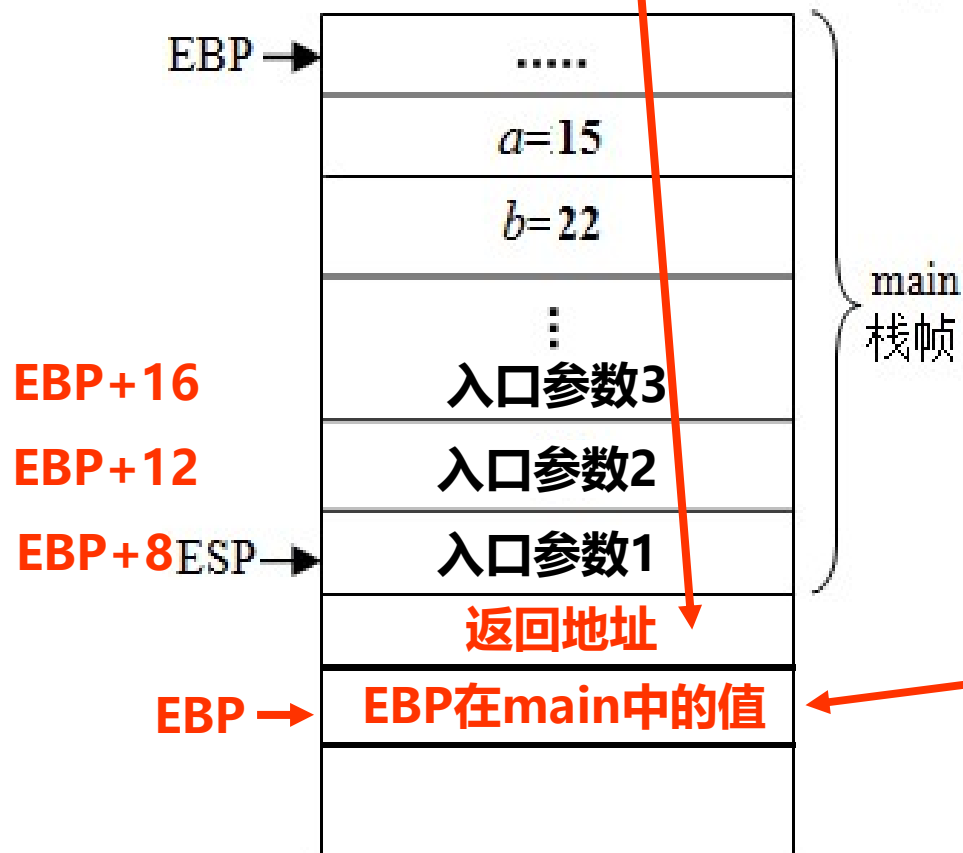 EBP
.....
a=15
b=22
main
栈帧
EBP+16 入口参数3
EBP+12 入口参数2
EBP+8 ESP 入口参数1
返回地址
EBP EBP在main中的值